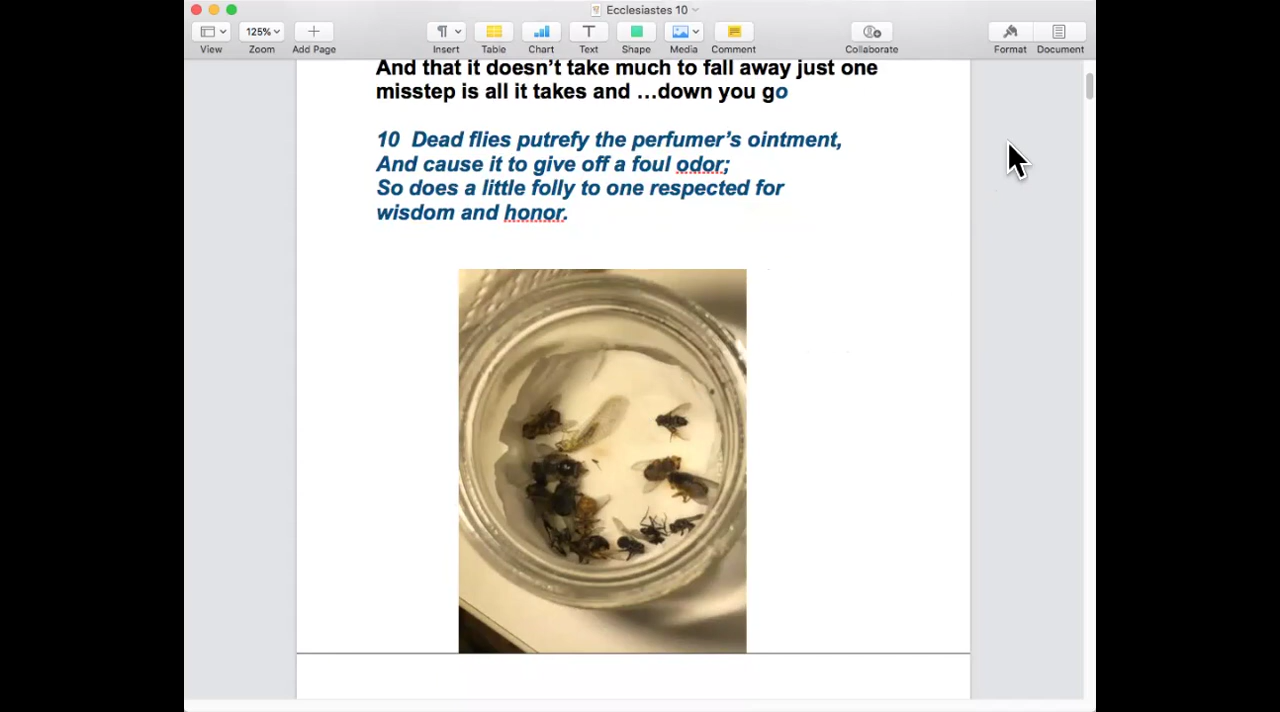 Ecclesiastes 10
125%
View
Zoom
Add Page
Insert
Table
Chart
Text
Shape
Media
Comment
Collaborate
Format
Document
And that it doesn’t take much to fall away just one
misstep is all it takes and …down you go
10 Dead flies putrefy the perfumer’s ointment,
And cause it to give off a foul odor;
So does a little folly to one respected for
wisdom and honor.